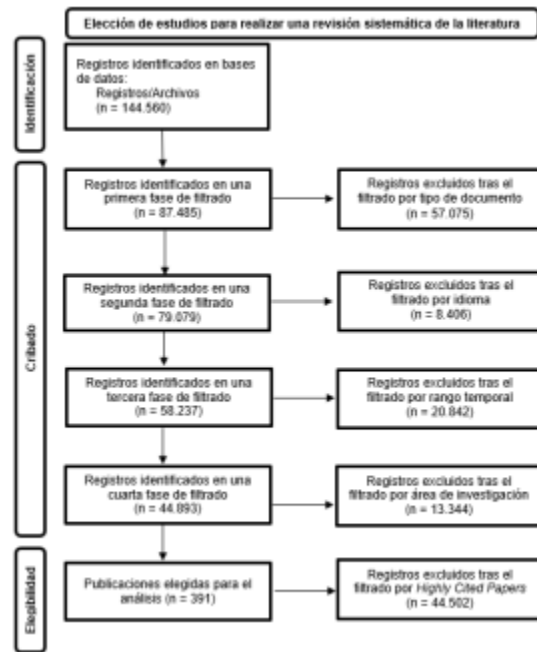 Elección de estudios para realizar una revisión sistemática de la literatura
Identificación
Registros identificados en bases
de datos:
Registros/Archivos
(n = 144.560)
Cribado
Registros identificados en una
primera fase de filtrado
(n = 87.485)
Registros excluidos tras el
filtrado por tipo de documento
(n = 57.075)
Registros identificados en una
segunda fase de filtrado
(n = 79.079)
Registros excluidos tras el
filtrado por idioma
(n = 8.406)
Registros identificados en una
tercera fase de filtrado
(n = 58.237)
Registros excluidos tras el
filtrado por rango temporal
(n = 20.842)
Registros identificados en una
cuarta fase de filtrado
(n = 44.893)
Registros excluidos tras el
filtrado por área de investigación
(n = 13.344)
Elegibilidad
Publicaciones elegidas para el
análisis (n = 391)
Registros excluidos tras el
filtrado por Highly Cited Papers
(n = 44.502)